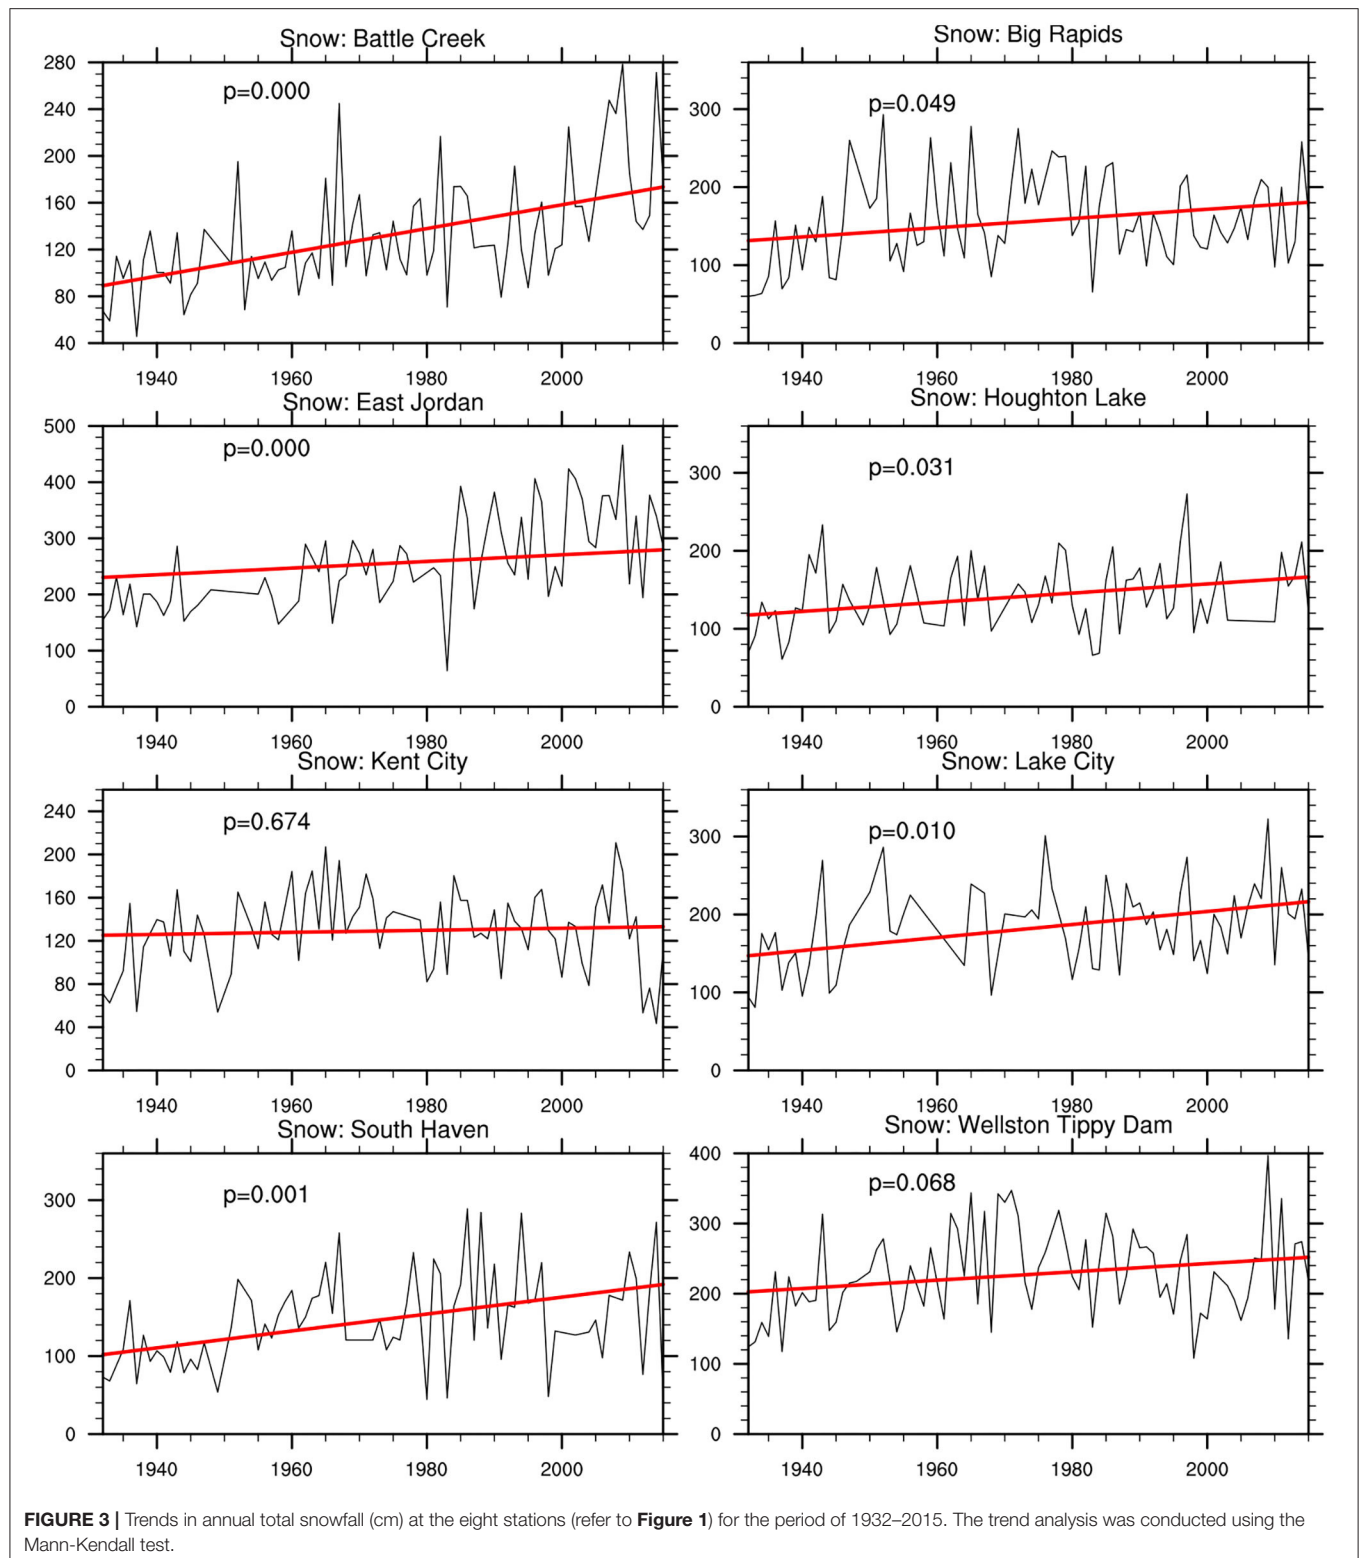 Snow: Battle Creek
280
240
200
160
120
80
40
p=0.000
1940 1960 1980 2000
Snow: Big Rapids
300
200
100
0
p=0.049
1940 1960 1980 2000
Snow: East Jordan
500
400
300
200
100
0
p=0.000
1940 1960 1980 2000
Snow: Houghton Lake
300
200
100
0
p=0.031
1940 1960 1980 2000
Snow: Kent City
240
200
160
120
80
40
0
p=0.674
1940 1960 1980 2000
Snow: Lake City
300
200
100
0
p=0.010
1940 1960 1980 2000
Snow: South Haven
300
200
100
0
p=0.001
1940 1960 1980 2000
Snow: Wellston Tippy Dam
400
300
200
100
0
p=0.068
1940 1960 1980 2000
FIGURE 3 | Trends in annual total snowfall (cm) at the eight stations (refer to Figure 1) for the period of 1932–2015. The trend analysis was conducted using the
Mann-Kendall test.